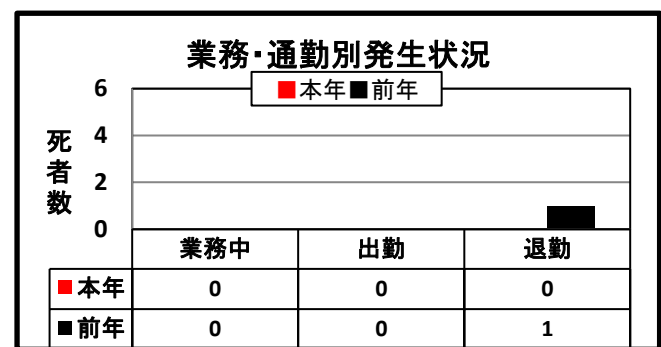 業務・通勤別発生状況
■本年■前年
死者数
6
4
2
0
業務中 出勤 退勤
■本年 0 0 0
■前年 0 0 1